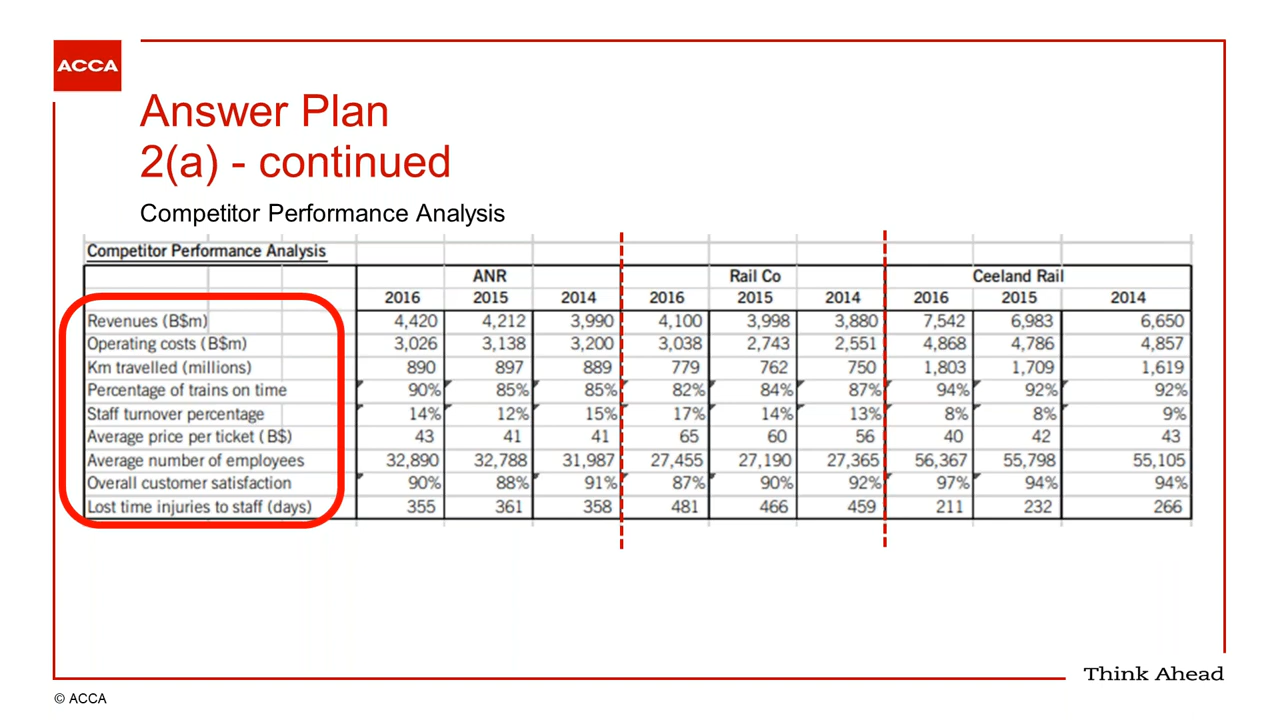 ACCA
Answer Plan
2(a) - continued
Competitor Performance Analysis
Competitor Performance Analysis
ANR Rail Co Ceeland Rail
2016 2015 2014 2016 2015 2014 2016 2015 2014
Revenues (B$m) 4,420 4,212 3,990 4,100 3,998 3,880 7,542 6,983 6,650
Operating costs (B$m) 3,026 3,138 3,200 3,038 2,743 2,551 4,868 4,786 4,857
Km travelled (millions) 890 897 889 779 762 750 1,803 1,709 1,619
Percentage of trains on time 90% 85% 85% 82% 84% 87% 94% 92% 92%
Staff turnover percentage 14% 12% 15% 17% 14% 13% 8% 8% 9%
Average price per ticket (B$) 43 41 41 65 60 56 40 42 43
Average number of employees 32,890 32,788 31,987 27,455 27,190 27,365 56,367 55,798 55,105
Overall customer satisfaction 90% 88% 91% 87% 90% 92% 97% 94% 94%
Lost time injuries to staff (days) 355 361 358 481 466 459 211 232 266
Think Ahead
© ACCA